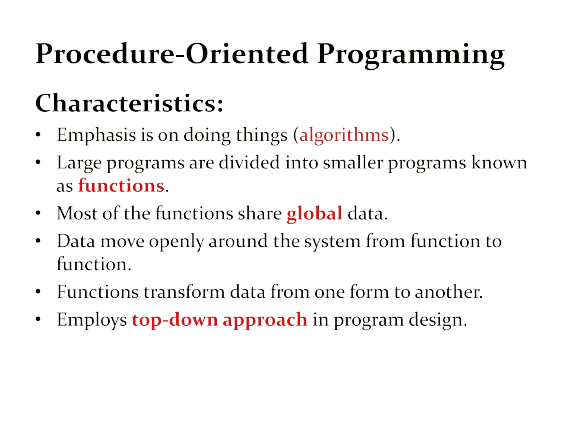 Procedure-Oriented Programming
Characteristics:
• Emphasis is on doing things (algorithms).
• Large programs are divided into smaller programs known
as functions.
• Most of the functions share global data.
• Data move openly around the system from function to
function.
• Functions transform data from one form to another.
• Employs top-down approach in program design.